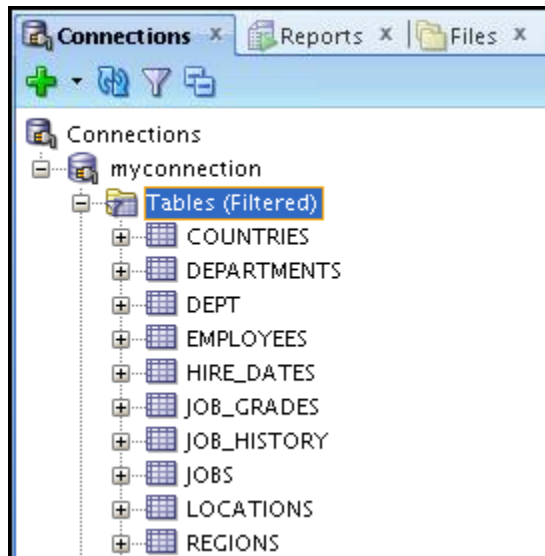 Connections x Reports x Files x
Connections
myconnection
Tables (Filtered)
COUNTRIES
DEPARTMENTS
DEPT
EMPLOYEES
HIRE_DATES
JOB_GRADES
JOB_HISTORY
JOBS
LOCATIONS
REGIONS